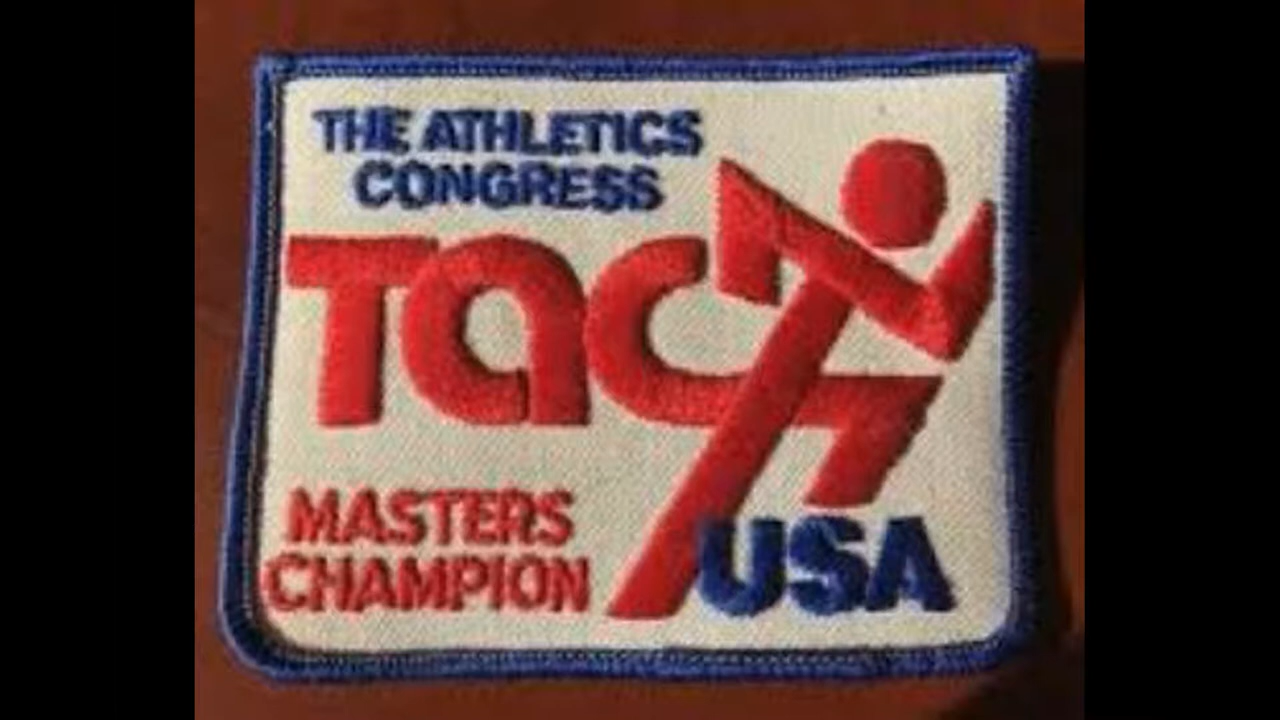 THE ATHLETICS
CONGRESS
TAC
MASTERS
CHAMPION
USA